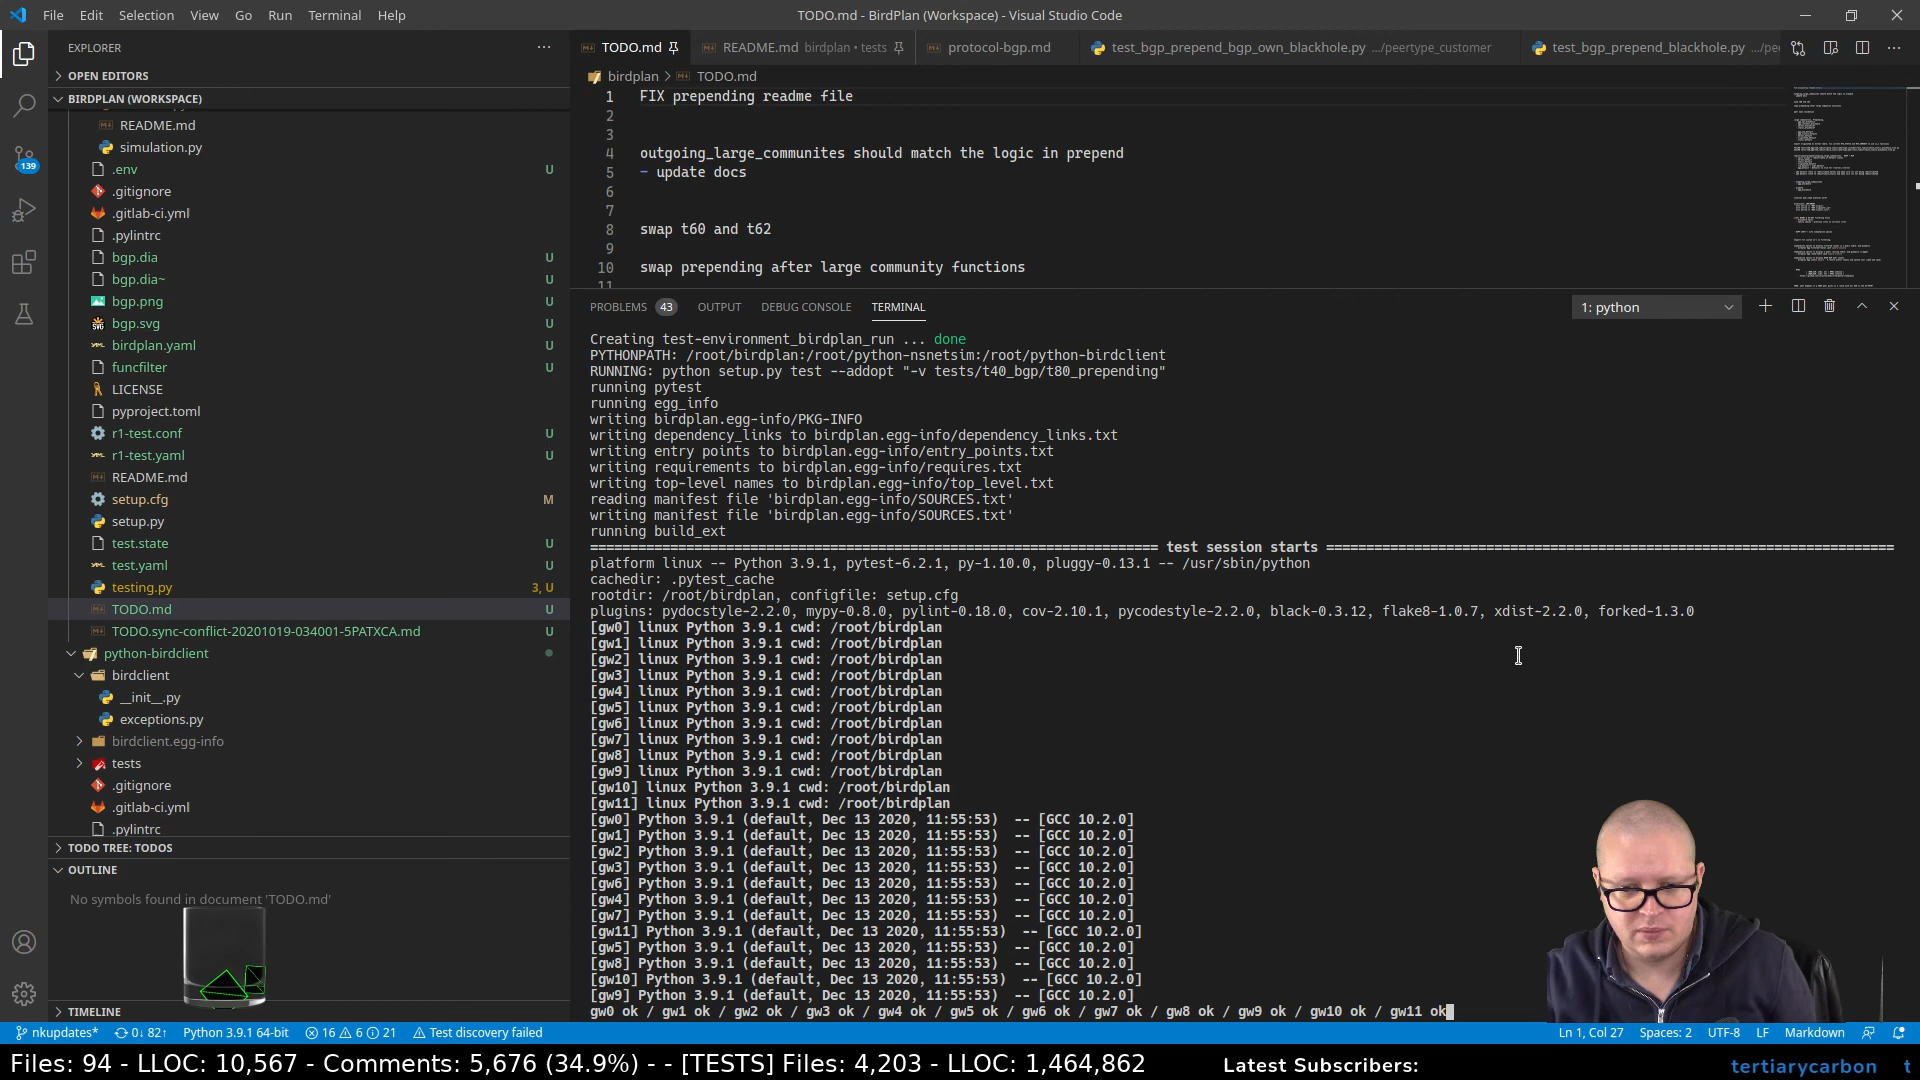 File Edit Selection View Go Run Terminal Help
TODO.md - BirdPlan (Workspace) - Visual Studio Code
EXPLORER
OPEN EDITORS
BIRDPLAN (WORKSPACE)
README.md
simulation.py
.env U
.gitignore
.gitlab-ci.yml
.pylintrc
bgp.dia U
bgp.dia~ U
bgp.png U
bgp.svg U
birdplan.yaml U
funcfilter U
LICENSE
pyproject.toml
r1-test.conf U
r1-test.yaml U
README.md
setup.cfg M
setup.py
test.state U
test.yaml U
testing.py 3, U
TODO.md U
TODO.sync-conflict-20201019-034001-5PATXCA.md U
python-birdclient
birdclient
__init__.py
exceptions.py
birdclient.egg-info
tests
.gitignore
.gitlab-ci.yml
.pylintrc
TODO TREE: TODOS
OUTLINE
No symbols found in document 'TODO.md'
TIMELINE
139
TODO.md README.md birdplan • tests protocol-bgp.md test_bgp_prepend_bgp_own_blackhole.py .../peertype_customer test_bgp_prepend_blackhole.py
birdplan > TODO.md
1 FIX prepending readme file
2
3
4 outgoing_large_communites should match the logic in prepend
5 - update docs
6
7
8 swap t60 and t62
9
10 swap prepending after large community functions
11
PROBLEMS 43 OUTPUT DEBUG CONSOLE TERMINAL 1: python
Creating test-environment_birdplan_run ... done
PYTHONPATH: /root/birdplan:/root/python-nsnetsim:/root/python-birdclient
RUNNING: python setup.py test --addopt "-v tests/t40_bgp/t80_prepending"
running pytest
running egg_info
writing birdplan.egg-info/PKG-INFO
writing dependency_links to birdplan.egg-info/dependency_links.txt
writing entry points to birdplan.egg-info/entry_points.txt
writing requirements to birdplan.egg-info/requires.txt
writing top-level names to birdplan.egg-info/top_level.txt
reading manifest file 'birdplan.egg-info/SOURCES.txt'
writing manifest file 'birdplan.egg-info/SOURCES.txt'
running build_ext
test session starts
platform linux -- Python 3.9.1, pytest-6.2.1, py-1.10.0, pluggy-0.13.1 -- /usr/sbin/python
cachedir: .pytest_cache
rootdir: /root/birdplan, configfile: setup.cfg
plugins: pydocstyle-2.2.0, mypy-0.8.0, pylint-0.18.0, cov-2.10.1, pycodestyle-2.2.0, black-0.3.12, flake8-1.0.7, xdist-2.2.0, forked-1.3.0
[gw0] linux Python 3.9.1 cwd: /root/birdplan
[gw1] linux Python 3.9.1 cwd: /root/birdplan
[gw2] linux Python 3.9.1 cwd: /root/birdplan
[gw3] linux Python 3.9.1 cwd: /root/birdplan
[gw4] linux Python 3.9.1 cwd: /root/birdplan
[gw5] linux Python 3.9.1 cwd: /root/birdplan
[gw6] linux Python 3.9.1 cwd: /root/birdplan
[gw7] linux Python 3.9.1 cwd: /root/birdplan
[gw8] linux Python 3.9.1 cwd: /root/birdplan
[gw9] linux Python 3.9.1 cwd: /root/birdplan
[gw10] linux Python 3.9.1 cwd: /root/birdplan
[gw11] linux Python 3.9.1 cwd: /root/birdplan
[gw0] Python 3.9.1 (default, Dec 13 2020, 11:55:53) -- [GCC 10.2.0]
[gw1] Python 3.9.1 (default, Dec 13 2020, 11:55:53) -- [GCC 10.2.0]
[gw2] Python 3.9.1 (default, Dec 13 2020, 11:55:53) -- [GCC 10.2.0]
[gw3] Python 3.9.1 (default, Dec 13 2020, 11:55:53) -- [GCC 10.2.0]
[gw6] Python 3.9.1 (default, Dec 13 2020, 11:55:53) -- [GCC 10.2.0]
[gw4] Python 3.9.1 (default, Dec 13 2020, 11:55:53) -- [GCC 10.2.0]
[gw7] Python 3.9.1 (default, Dec 13 2020, 11:55:53) -- [GCC 10.2.0]
[gw11] Python 3.9.1 (default, Dec 13 2020, 11:55:53) -- [GCC 10.2.0]
[gw5] Python 3.9.1 (default, Dec 13 2020, 11:55:53) -- [GCC 10.2.0]
[gw8] Python 3.9.1 (default, Dec 13 2020, 11:55:53) -- [GCC 10.2.0]
[gw10] Python 3.9.1 (default, Dec 13 2020, 11:55:53) -- [GCC 10.2.0]
[gw9] Python 3.9.1 (default, Dec 13 2020, 11:55:53) -- [GCC 10.2.0]
gw0 ok / gw1 ok / gw2 ok / gw3 ok / gw4 ok / gw5 ok / gw6 ok / gw7 ok / gw8 ok / gw9 ok / gw10 ok / gw11 ok
nkupdates* 0↓ 82↑ Python 3.9.1 64-bit 16 6 21 Test discovery failed Ln 1, Col 27 Spaces: 2 UTF-8 LF Markdown
Files: 94 - LLOC: 10,567 - Comments: 5,676 (34.9%) - - [TESTS] Files: 4,203 - LLOC: 1,464,862 Latest Subscribers: tertiarycarbon t